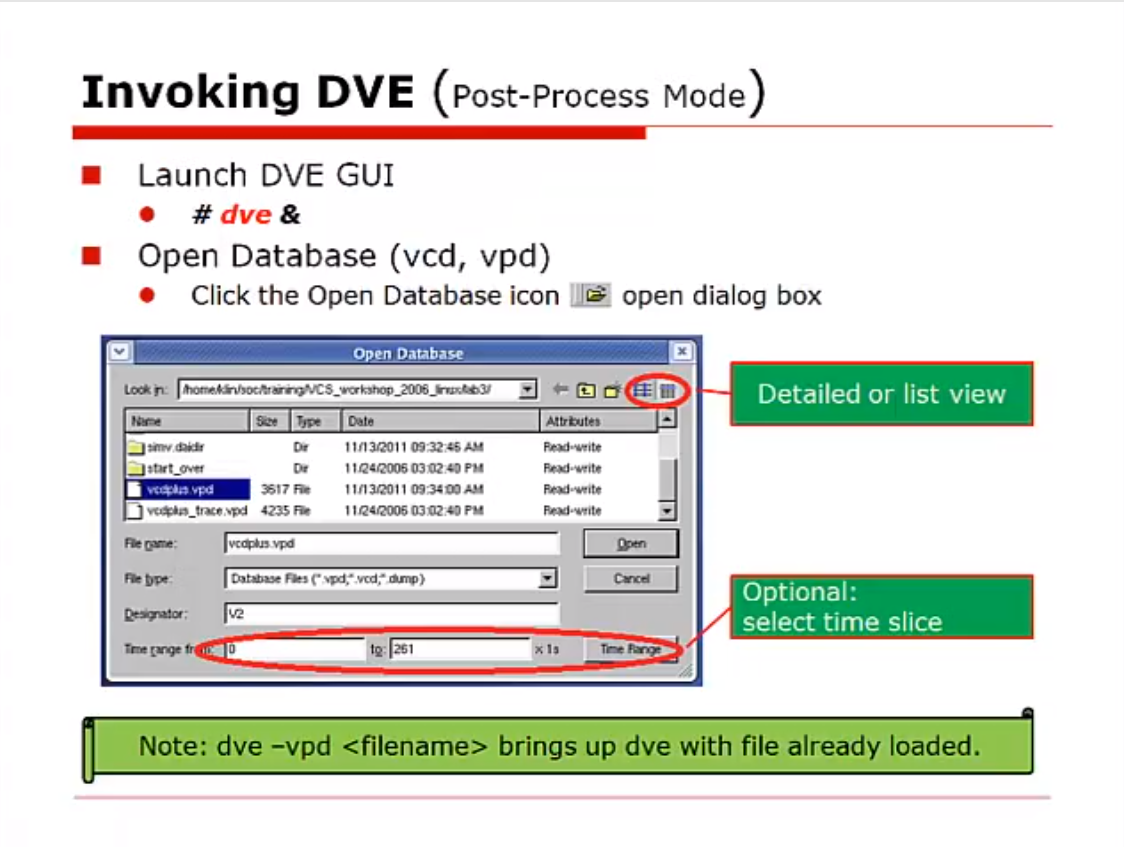 Invoking DVE (Post-Process Mode)
Launch DVE GUI
# dve &
Open Database (vcd, vpd)
Click the Open Database icon open dialog box
Open Database
Look in: /home/klin/soc/training/VCS_workshop_2006_linux/lab3/
Name Size Type Date Attributes
simv.daidir Dir 11/13/2011 09:32:46 AM Read-write
start_over Dir 11/24/2006 03:02:40 PM Read-write
vcdplus.vpd 3617 File 11/13/2011 09:34:00 AM Read-write
vcdplus_trace.vpd 4235 File 11/24/2006 03:02:40 PM Read-write
File name: vcdplus.vpd Open
File type: Database Files (*.vpd;*.vcd;*.dump) Cancel
Designator: V2
Time range from: 0 to: 261 x 1s Time Range
Detailed or list view
Optional:
select time slice
Note: dve –vpd <filename> brings up dve with file already loaded.